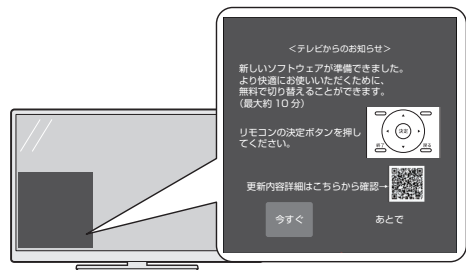 ＜テレビからのお知らせ＞
新しいソフトウェアが準備できました。
より快適にお使いいただくために、
無料で切り替えることができます。
（最大約 10 分）
リモコンの決定ボタンを押し
てください。
決定
終了
戻る
更新内容詳細はこちらから確認→
今すぐ
あとで